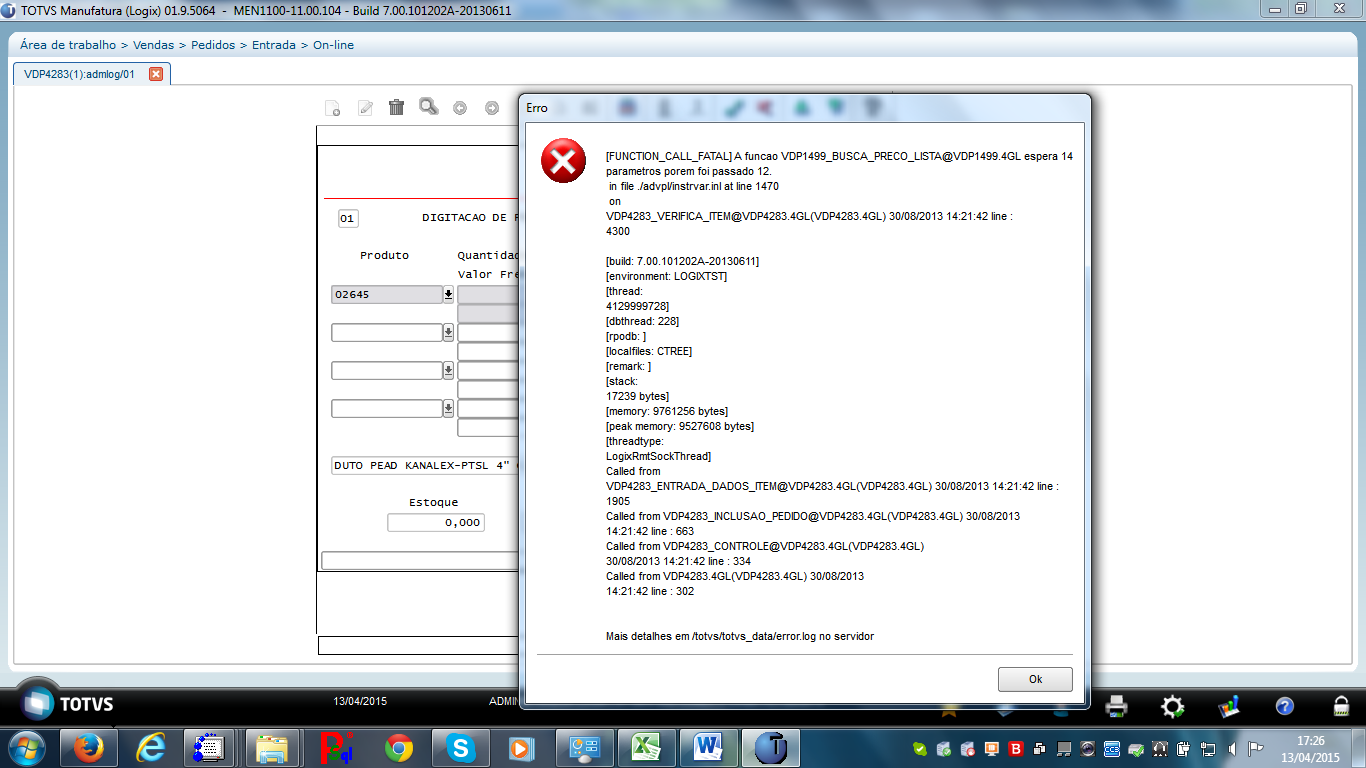 TOTVS Manufatura (Logix) 01.9.5064 - MEN1100-11.00.104 - Build 7.00.101202A-20130611
Área de trabalho > Vendas > Pedidos > Entrada > On-line
VDP4283(1):admlog/01
01
DIGITACAO DE
Produto
Quantidad
Valor Fre
02645
DUTO PEAD KANALEX-PTSL 4"
Estoque
0,000
Erro
[FUNCTION_CALL_FATAL] A funcao VDP1499_BUSCA_PRECO_LISTA@VDP1499.4GL espera 14
parametros porem foi passado 12.
in file ./advpl/instrvar.inl at line 1470
on
VDP4283_VERIFICA_ITEM@VDP4283.4GL(VDP4283.4GL) 30/08/2013 14:21:42 line :
4300
[build: 7.00.101202A-20130611]
[environment: LOGIXTST]
[thread:
4129999728]
[dbthread: 228]
[rpodb: ]
[localfiles: CTREE]
[remark: ]
[stack:
17239 bytes]
[memory: 9761256 bytes]
[peak memory: 9527608 bytes]
[threadtype:
LogixRmtSockThread]
Called from
VDP4283_ENTRADA_DADOS_ITEM@VDP4283.4GL(VDP4283.4GL) 30/08/2013 14:21:42 line :
1905
Called from VDP4283_INCLUSAO_PEDIDO@VDP4283.4GL(VDP4283.4GL) 30/08/2013
14:21:42 line : 663
Called from VDP4283_CONTROLE@VDP4283.4GL(VDP4283.4GL)
30/08/2013 14:21:42 line : 334
Called from VDP4283.4GL(VDP4283.4GL) 30/08/2013
14:21:42 line : 302
Mais detalhes em /totvs/totvs_data/error.log no servidor
Ok
TOTVS
13/04/2015
ADMIN
17:26
13/04/2015